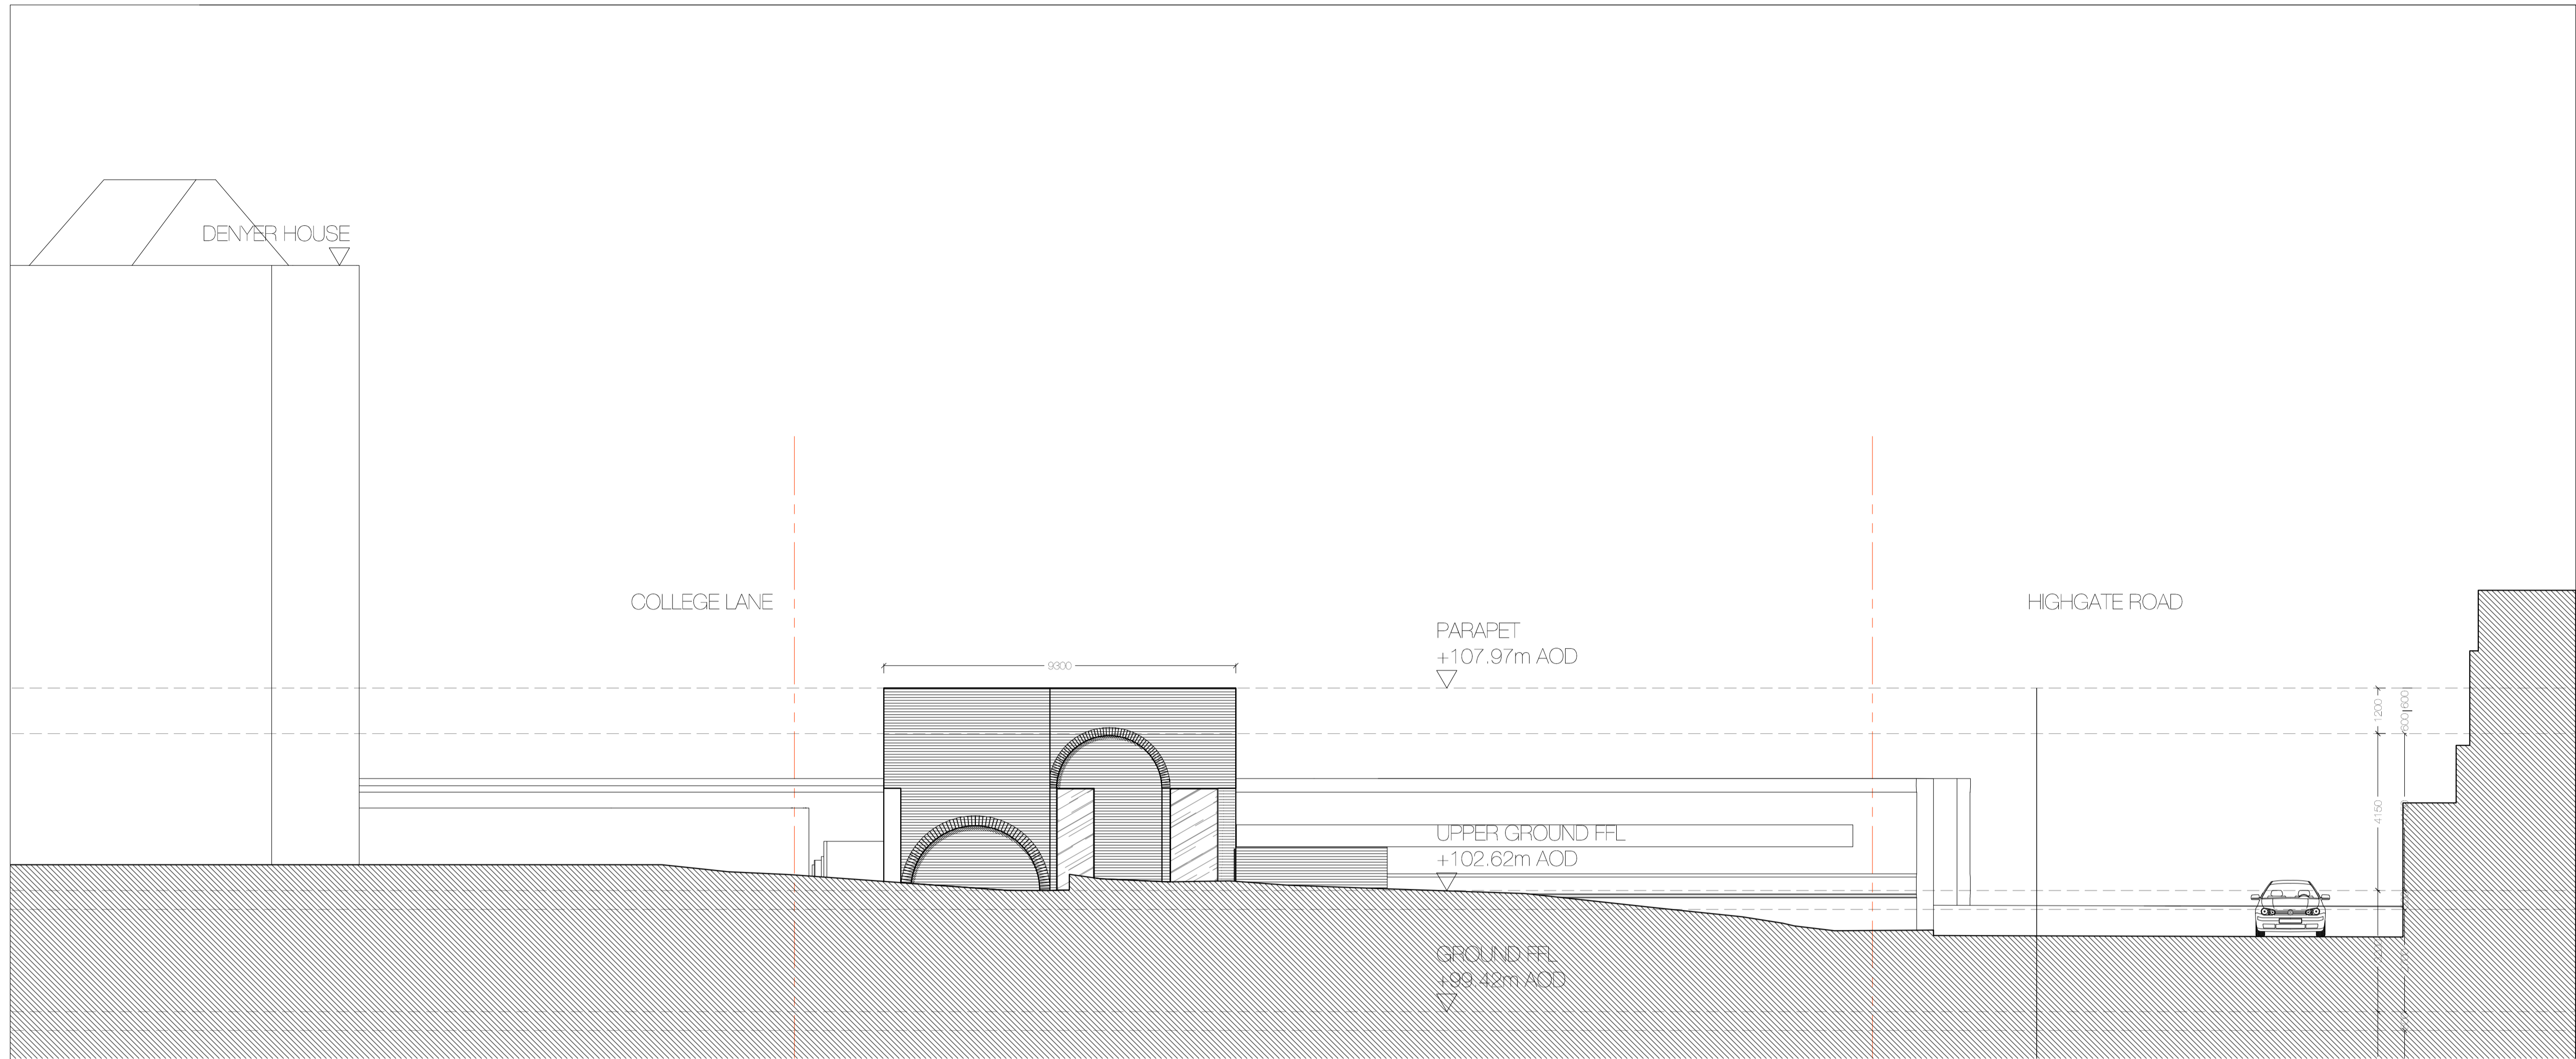 DENYER HOUSE
COLLEGE LANE
HIGHGATE ROAD
PARAPET
+107.97m AOD
9300
1200
600
600
4150
UPPER GROUND FFL
+102.62m AOD
GROUND FFL
+99.42m AOD